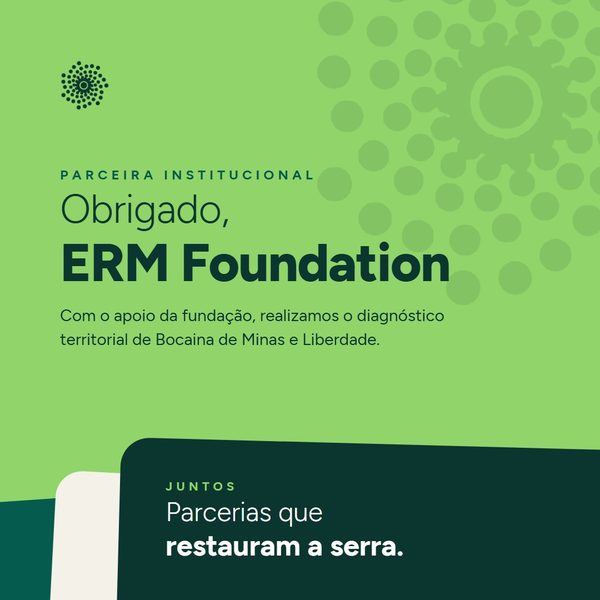 PARCEIRA INSTITUCIONAL
Obrigado,
ERM Foundation
Com o apoio da fundação, realizamos o diagnóstico
territorial de Bocaina de Minas e Liberdade.
JUNTOS
Parcerias que
restauram a serra.